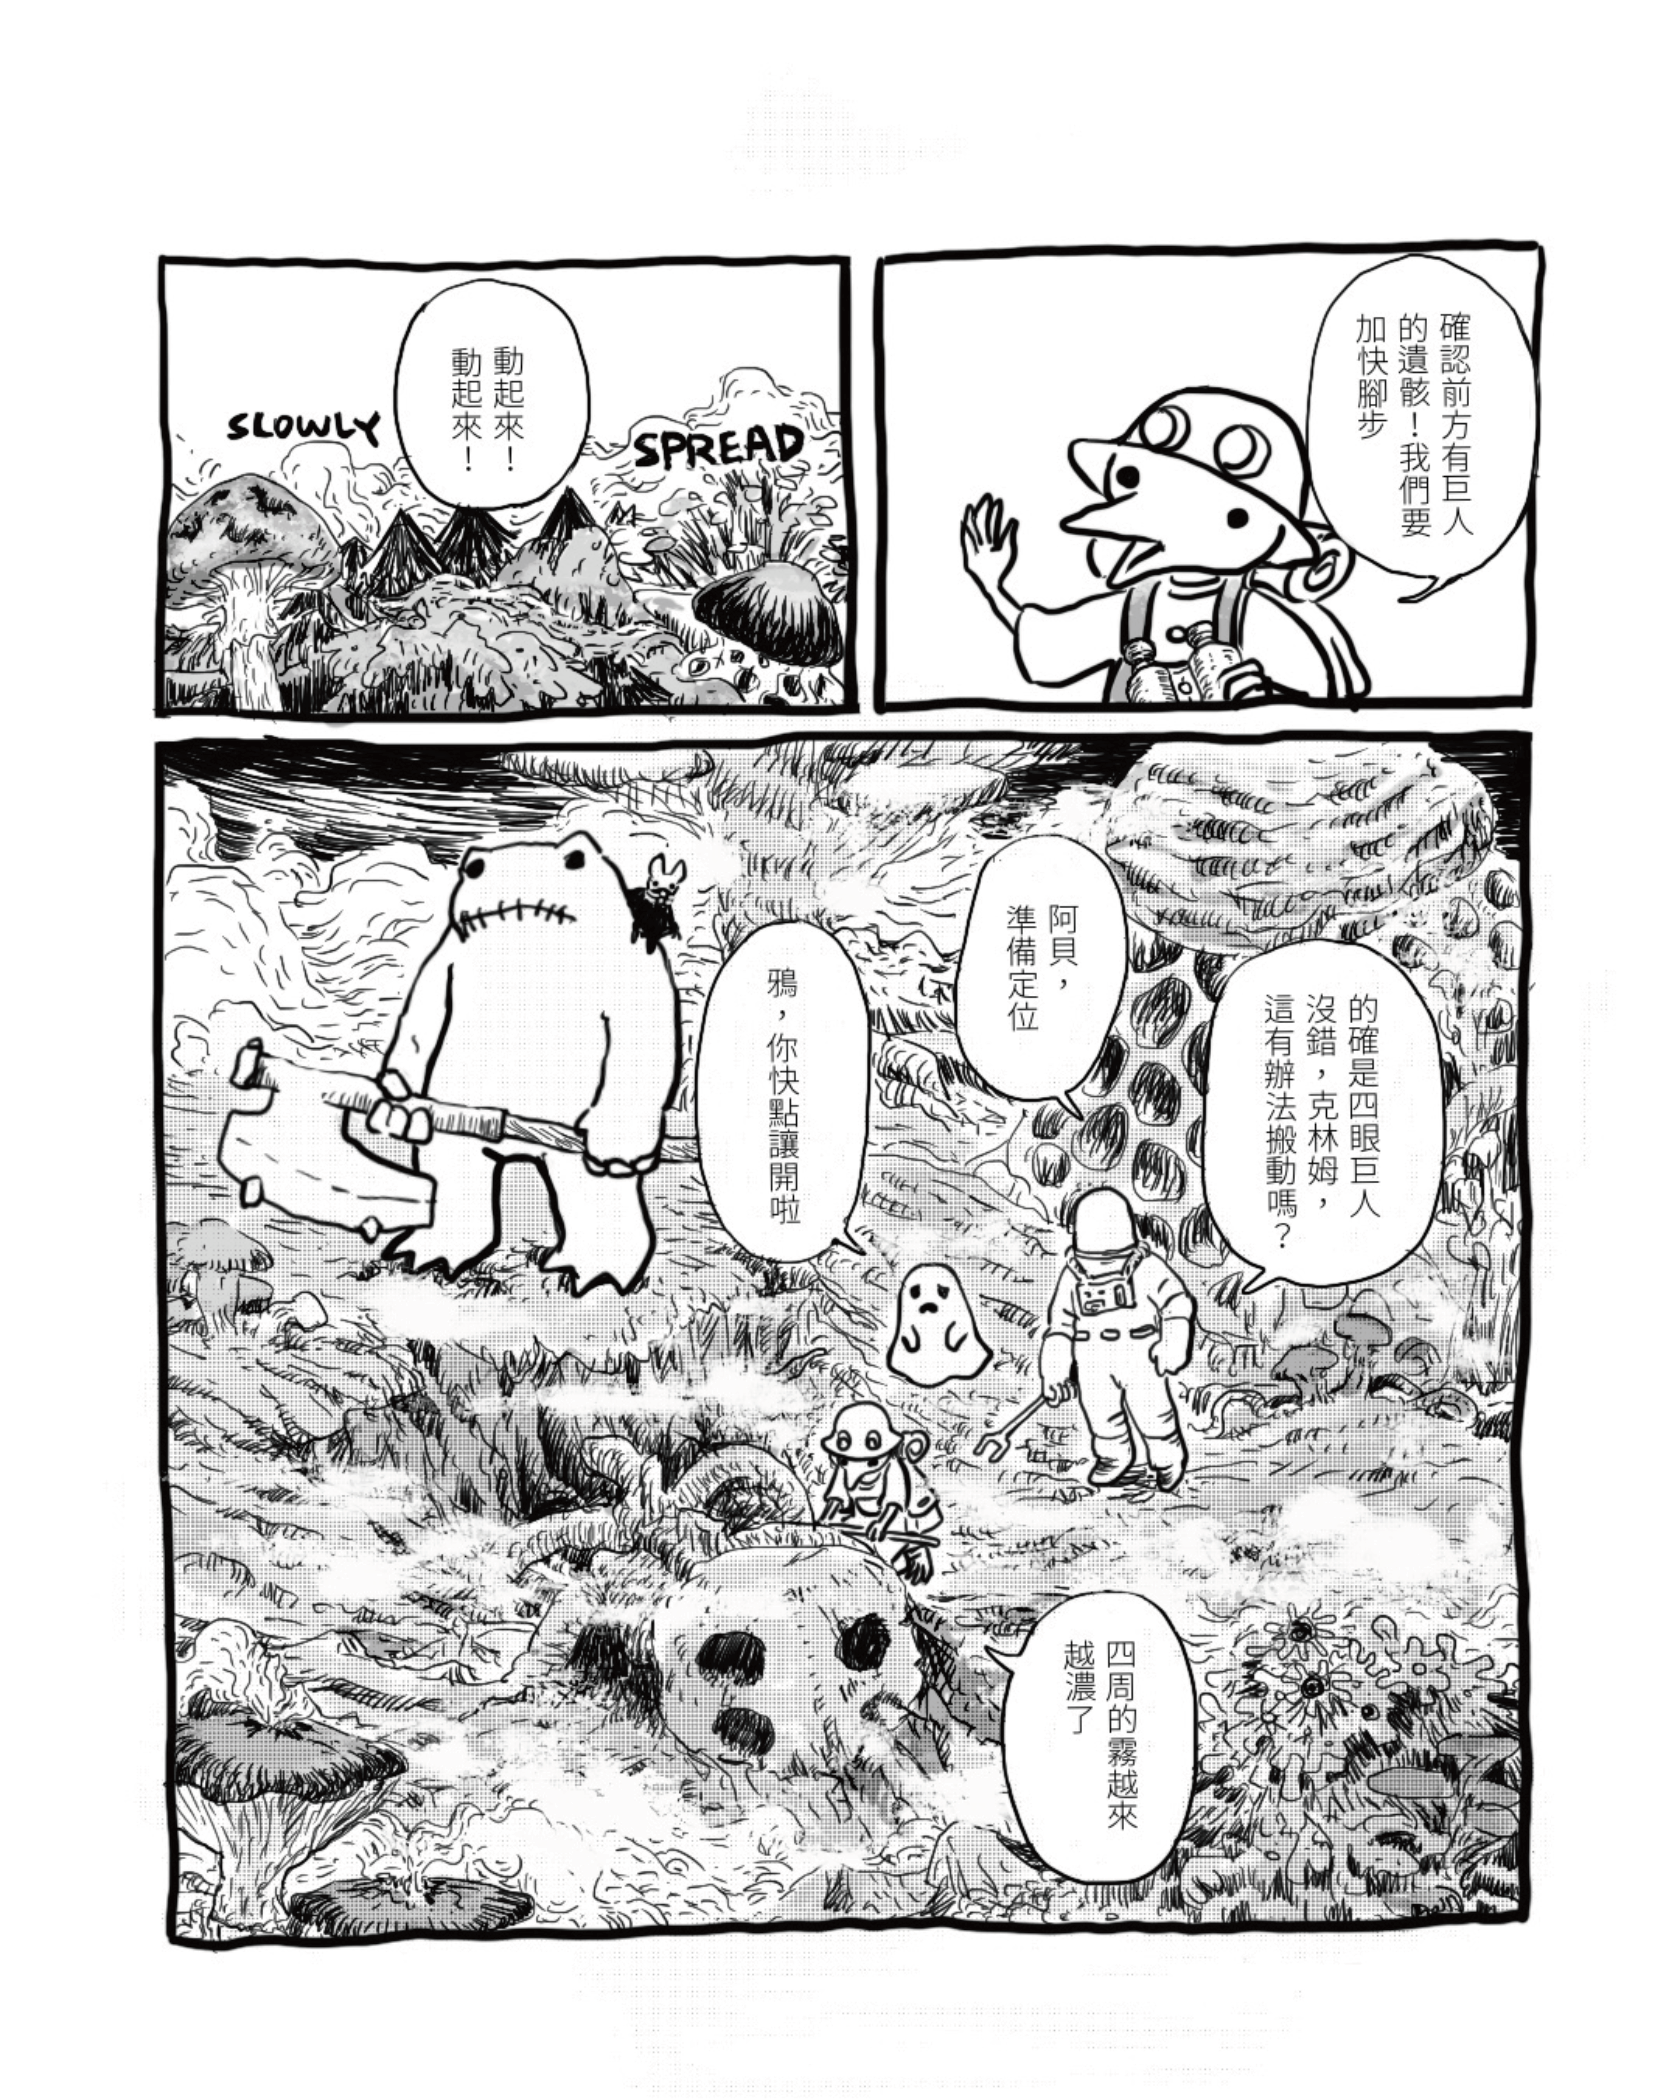 確認前方有巨人
的遺骸！我們要
加快腳步
動起來！
動起來！
SPREAD
SLOWLY
的確是四眼巨人
沒錯，克林姆，
這有辦法搬動嗎？
阿貝，
準備定位
鴉，你快點讓開啦
四周的霧越來
越濃了